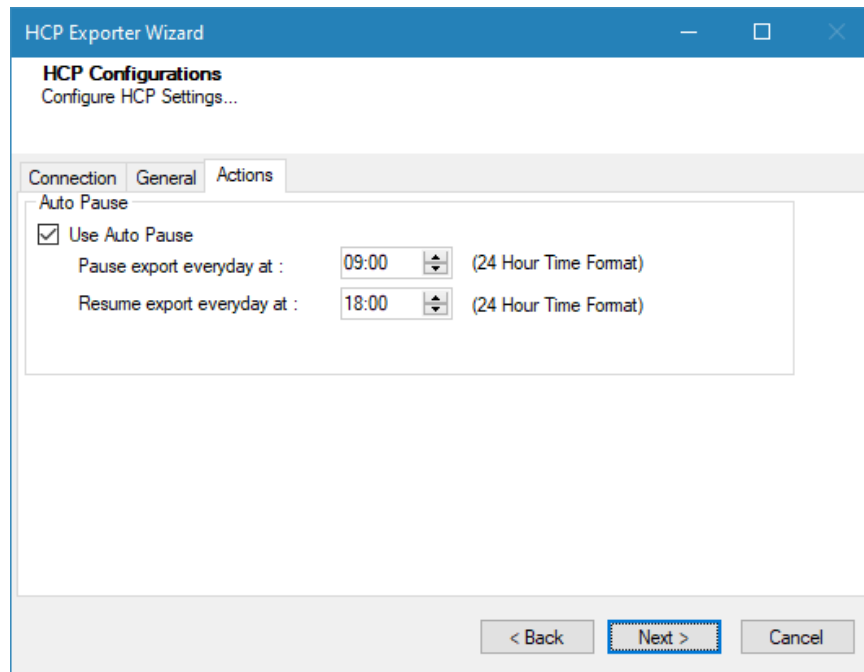 HCP Exporter Wizard
HCP Configurations
Configure HCP Settings...
Connection General Actions
Auto Pause
Use Auto Pause
Pause export everyday at : 09:00 (24 Hour Time Format)
Resume export everyday at : 18:00 (24 Hour Time Format)
< Back Next > Cancel